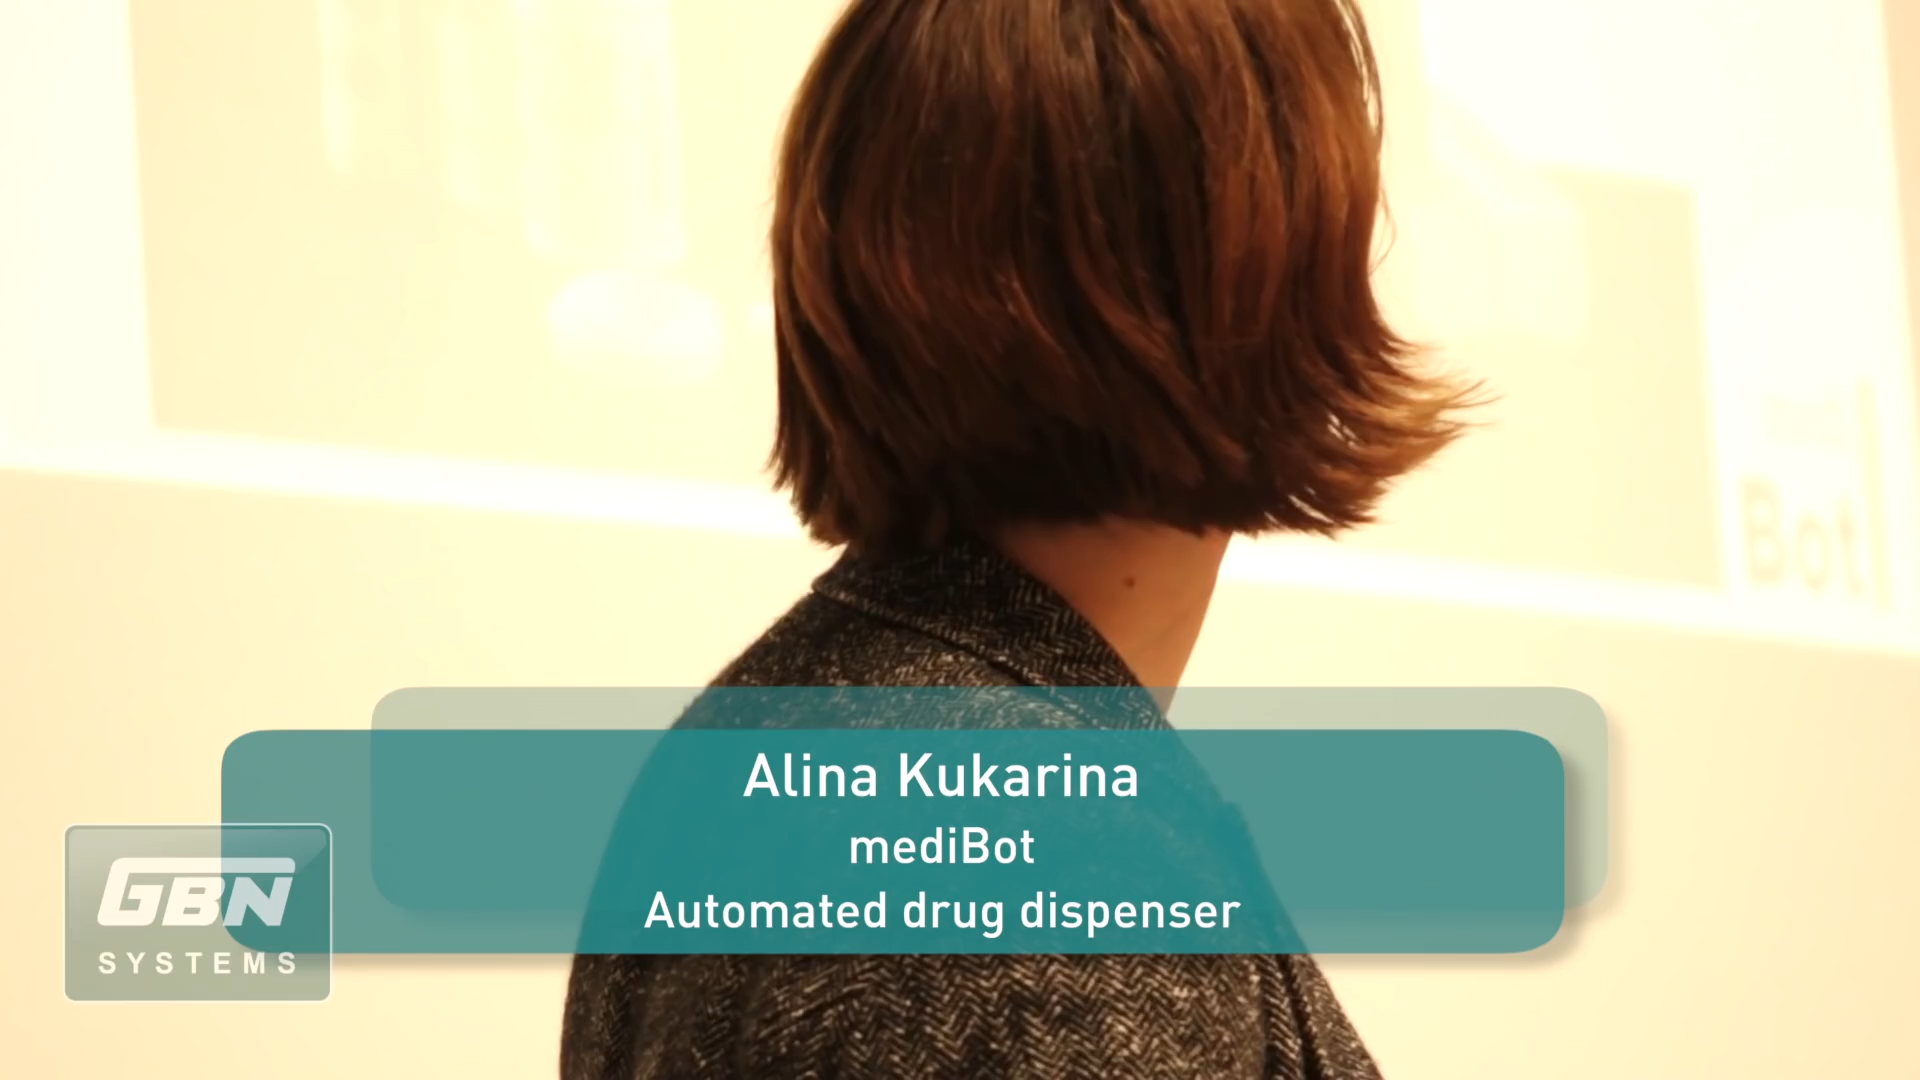 Bot
Alina Kukarina
mediBot
Automated drug dispenser
GBN
SYSTEMS